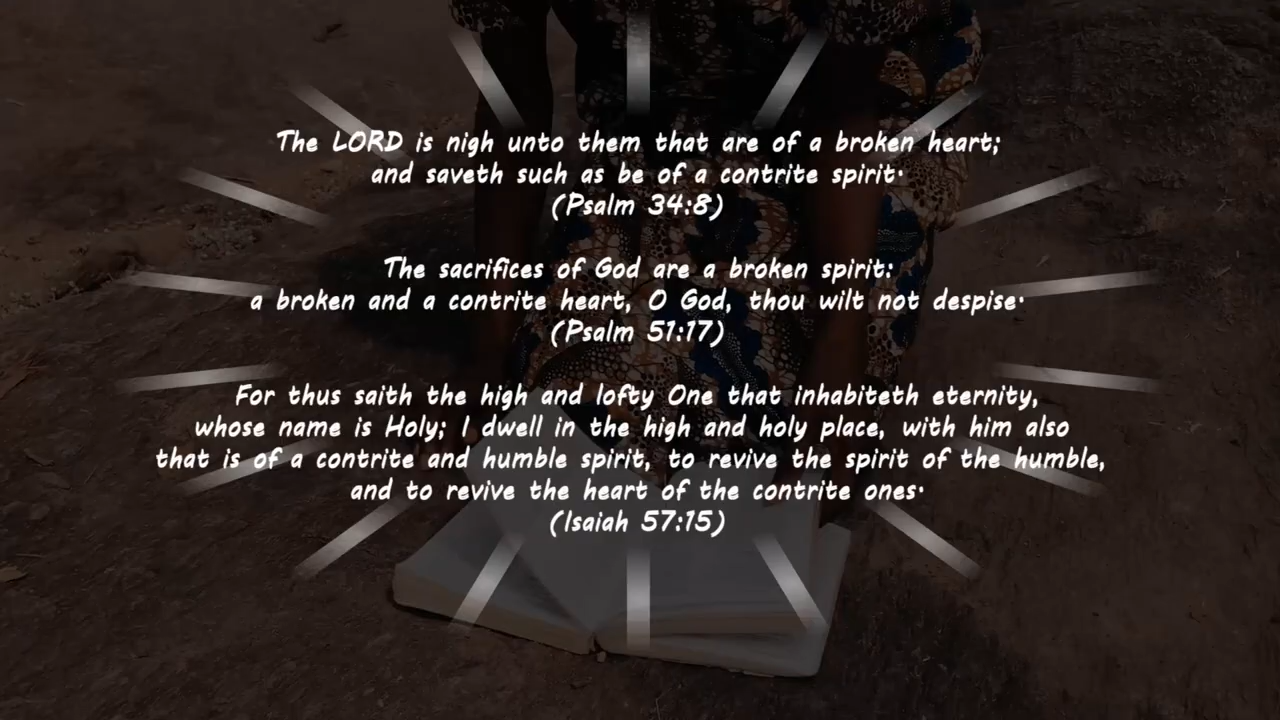 The LORD is nigh unto them that are of a broken heart;
and saveth such as be of a contrite spirit.
(Psalm 34:8)
The sacrifices of God are a broken spirit:
a broken and a contrite heart, O God, thou wilt not despise.
(Psalm 51:17)
For thus saith the high and lofty One that inhabiteth eternity,
whose name is Holy; I dwell in the high and holy place, with him also
that is of a contrite and humble spirit, to revive the spirit of the humble,
and to revive the heart of the contrite ones.
(Isaiah 57:15)